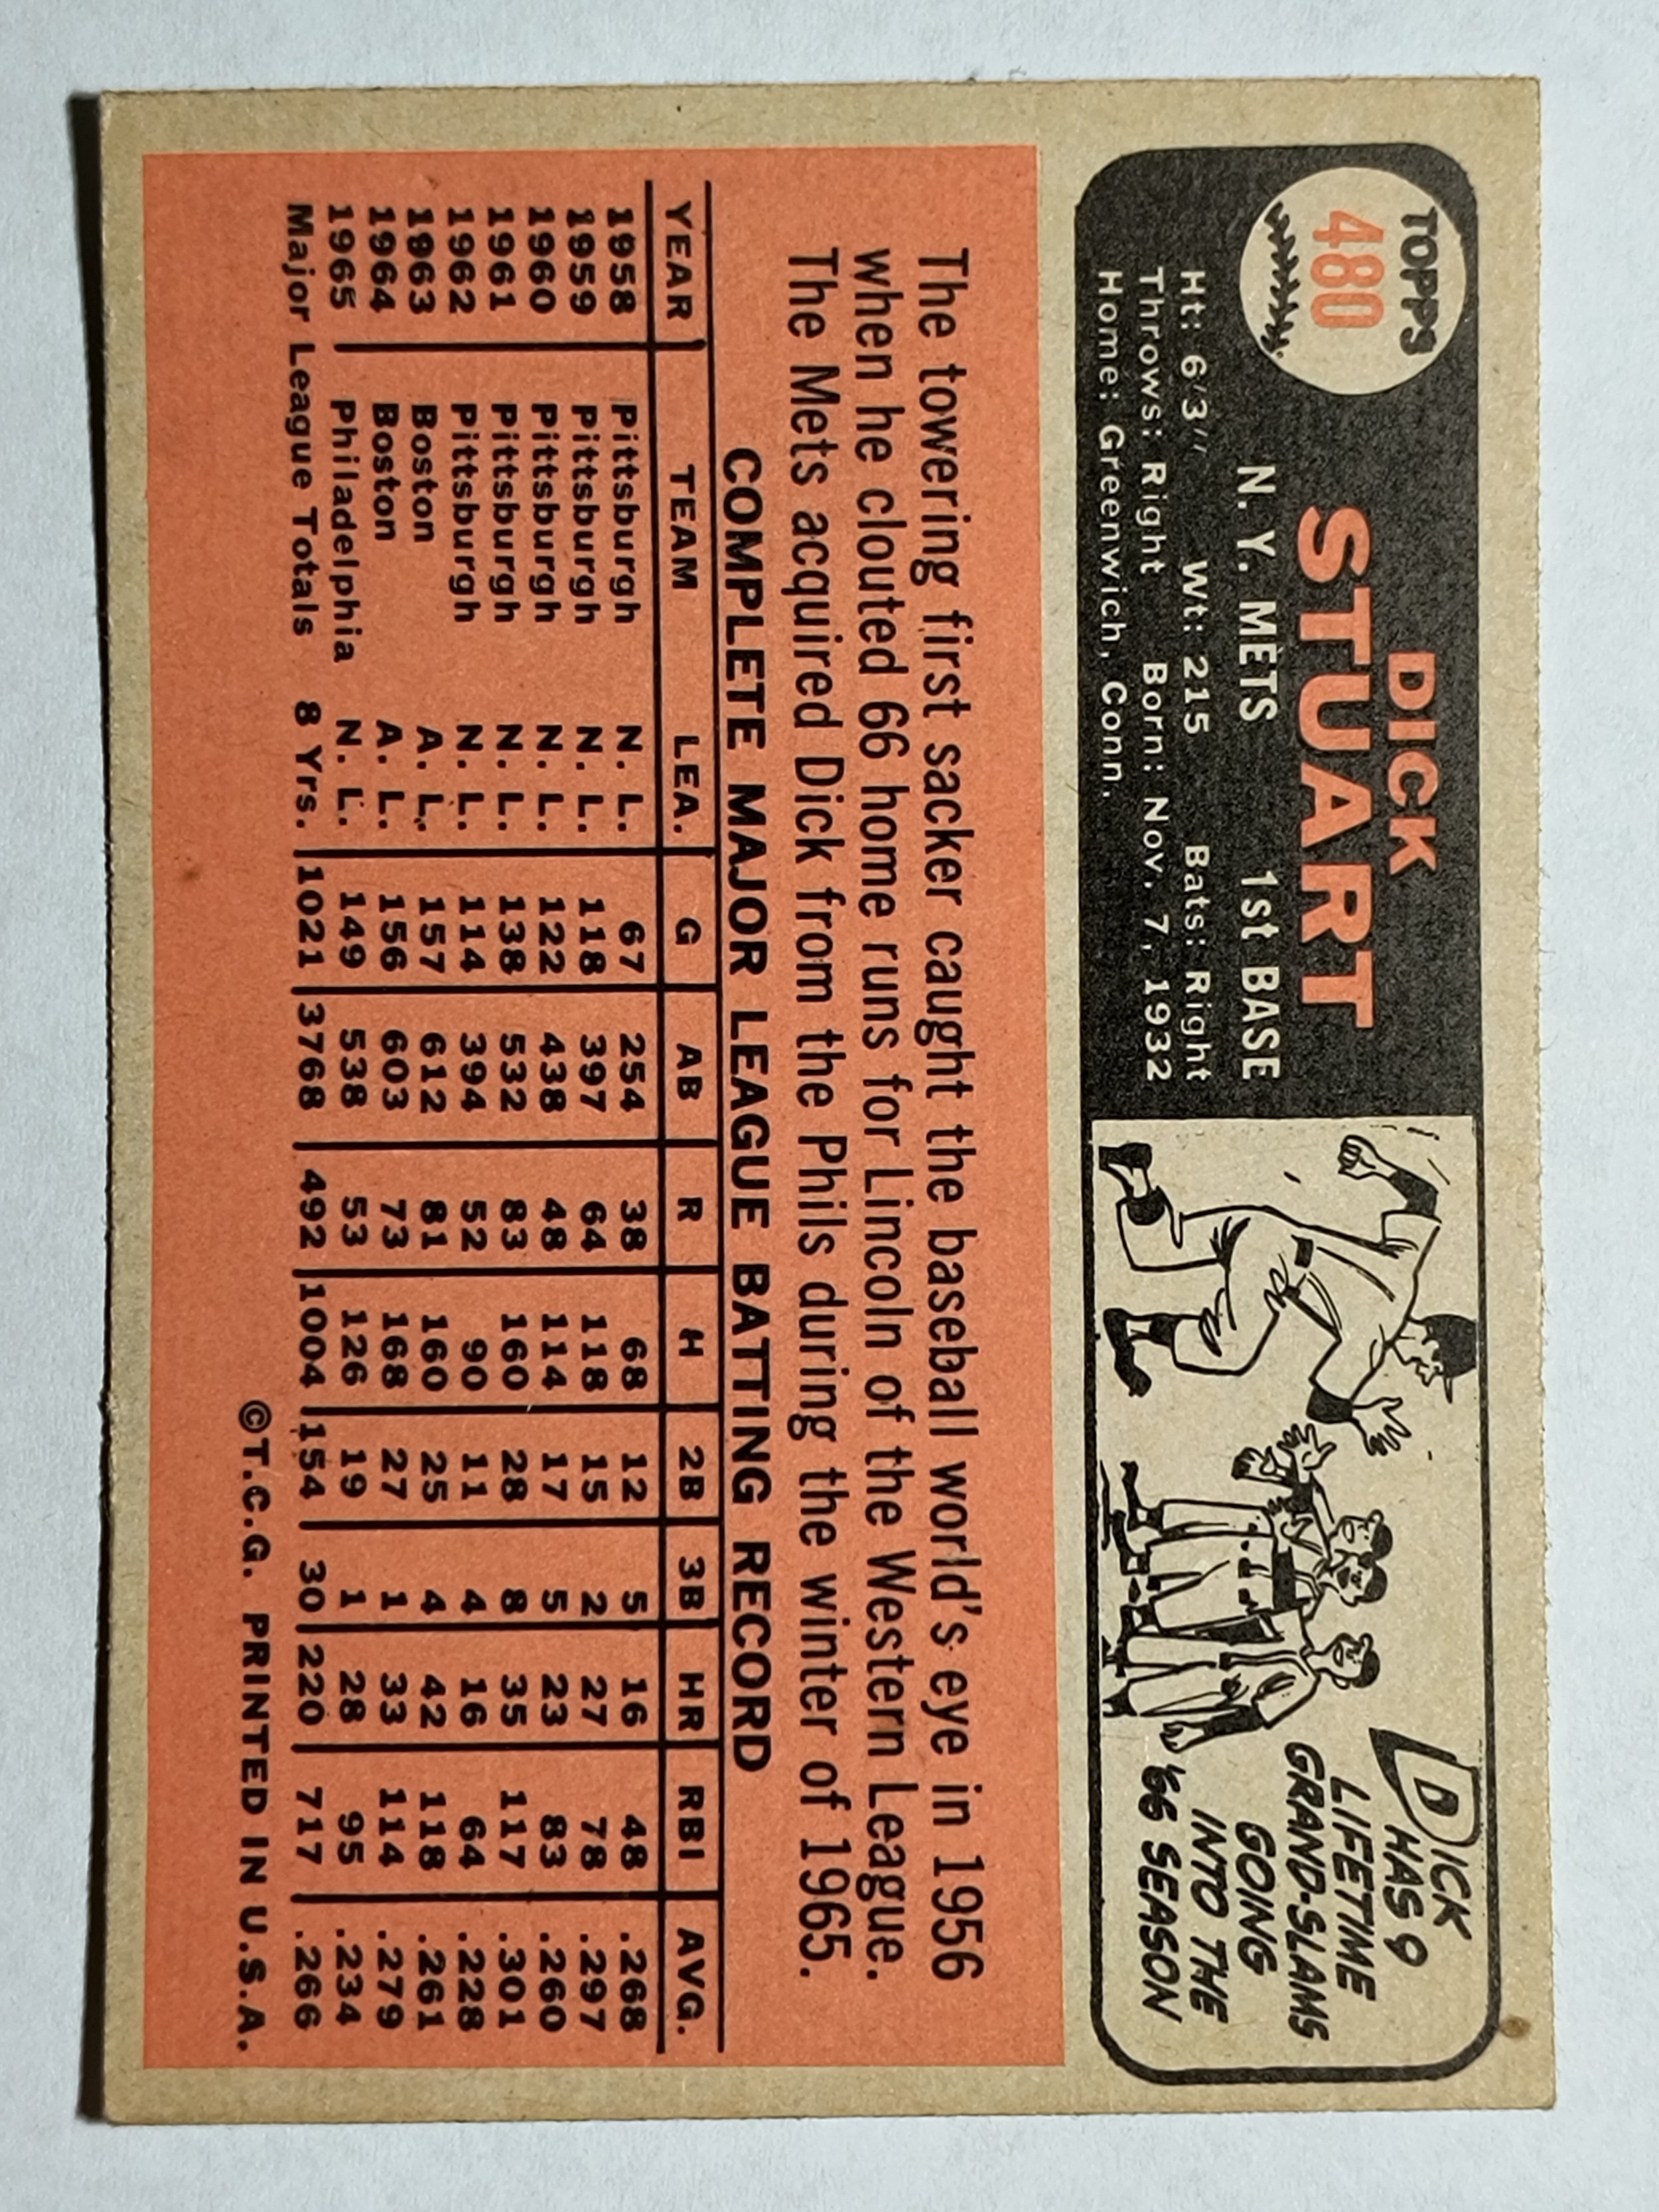 TOPPS
480
DICK
STUART
N. Y. METS 1st BASE
Ht: 6'3" Wt: 215 Bats: Right
Throws: Right Born: Nov. 7, 1932
Home: Greenwich, Conn.
DICK
HAS 9
LIFETIME
GRAND-SLAMS
GOING
INTO THE
'66 SEASON
The towering first sacker caught the baseball world's eye in 1956
when he clouted 66 home runs for Lincoln of the Western League.
The Mets acquired Dick from the Phils during the winter of 1965.
COMPLETE MAJOR LEAGUE BATTING RECORD
YEAR TEAM LEA. G AB R H 2B 3B HR RBI AVG.
1958 Pittsburgh N. L. 67 254 38 68 12 5 16 48 .268
1959 Pittsburgh N. L. 118 397 64 118 15 2 27 78 .297
1960 Pittsburgh N. L. 122 438 48 114 17 5 23 83 .260
1961 Pittsburgh N. L. 138 532 83 160 28 8 35 117 .301
1962 Pittsburgh N. L. 114 394 52 90 11 4 16 64 .228
1963 Boston A. L. 157 612 81 160 25 4 42 118 .261
1964 Boston A. L. 156 603 73 168 27 1 33 114 .279
1965 Philadelphia N. L. 149 538 53 126 19 1 28 95 .234
Major League Totals 8 Yrs. 1021 3768 492 1004 154 30 220 717 .266
©T.C.G. PRINTED IN U.S.A.